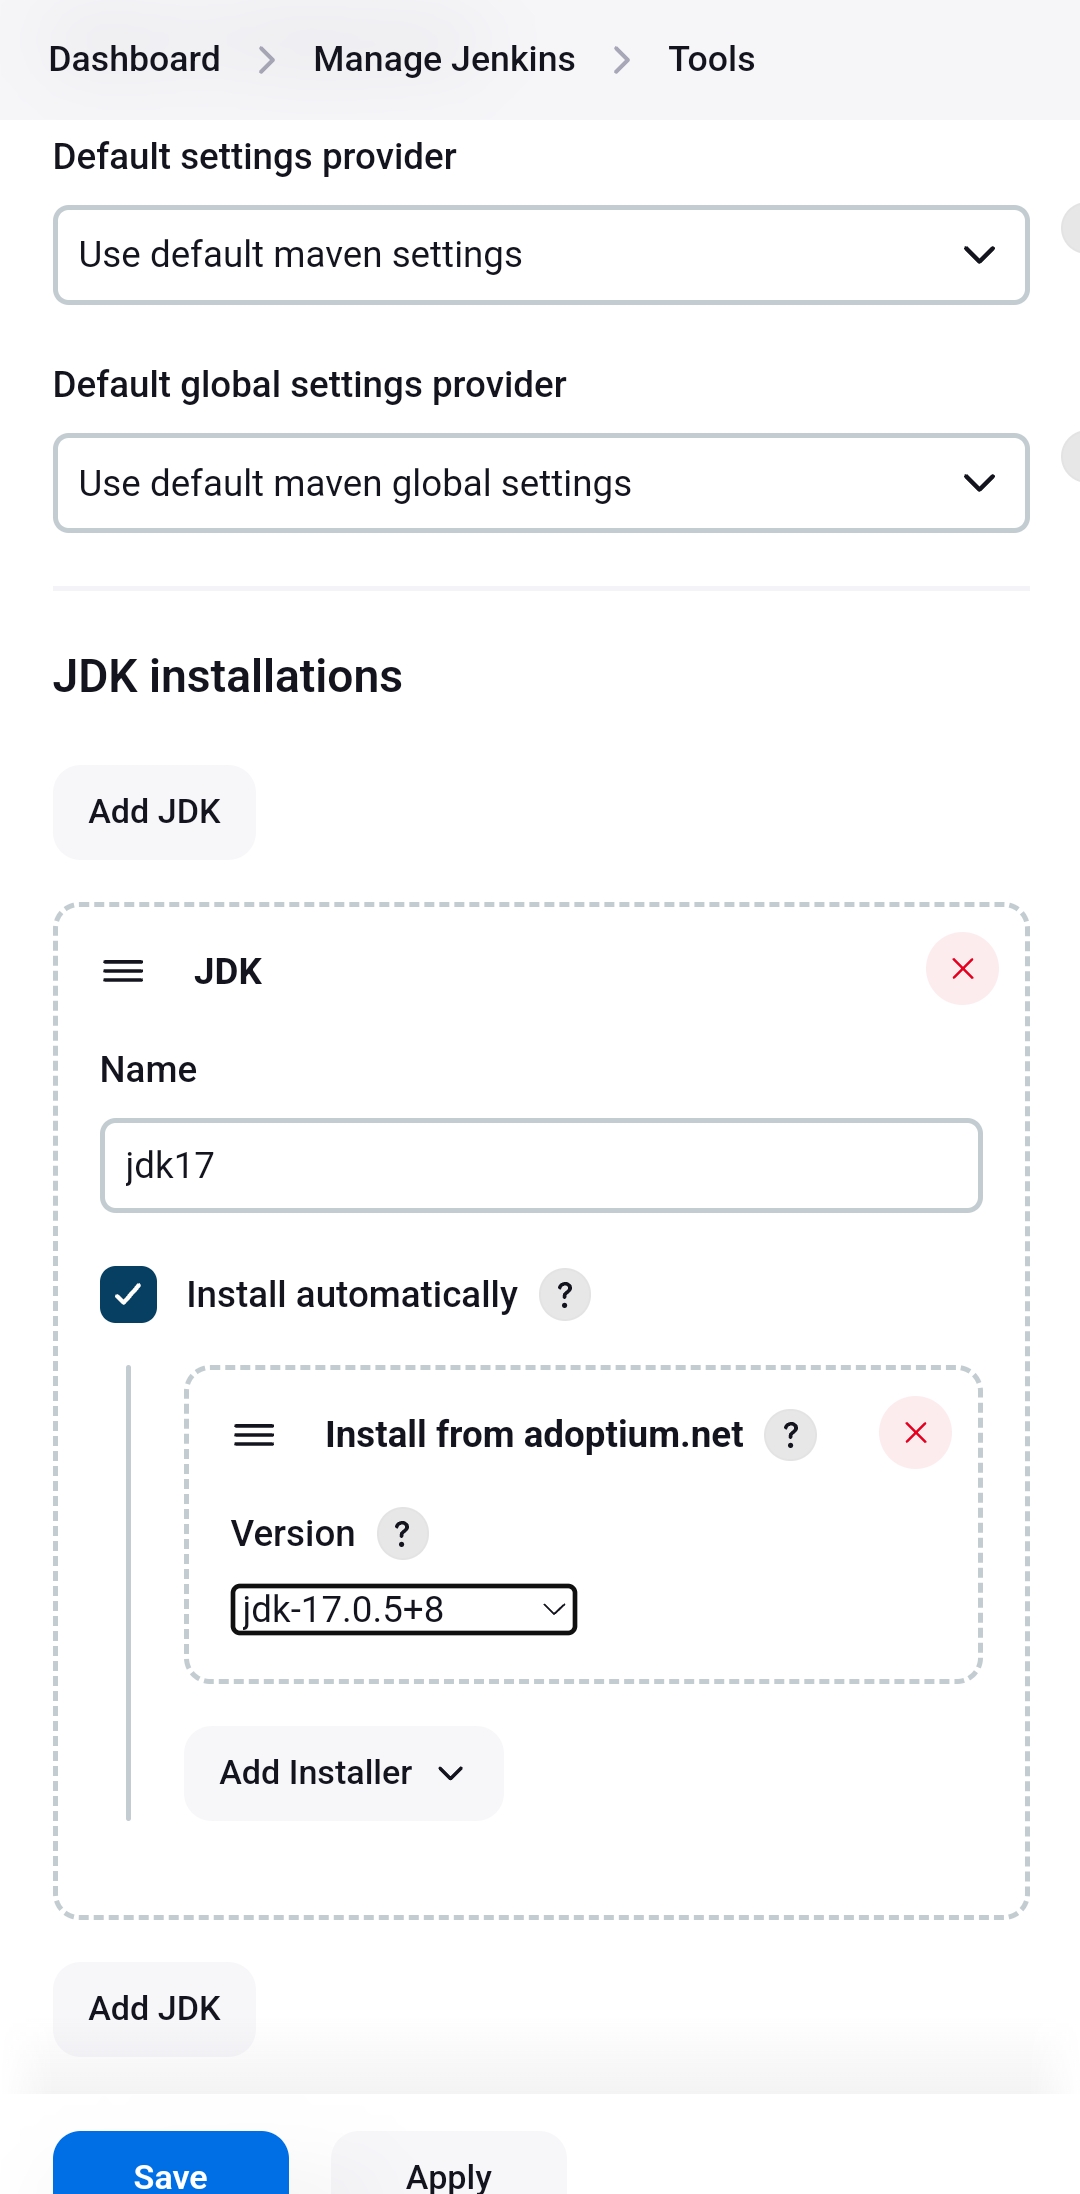 Dashboard > Manage Jenkins > Tools
Default settings provider
Use default maven settings
Default global settings provider
Use default maven global settings
JDK installations
Add JDK
JDK
Name
jdk17
Install automatically ?
Install from adoptium.net ?
Version ?
jdk-17.0.5+8
Add Installer
Add JDK
Save Apply